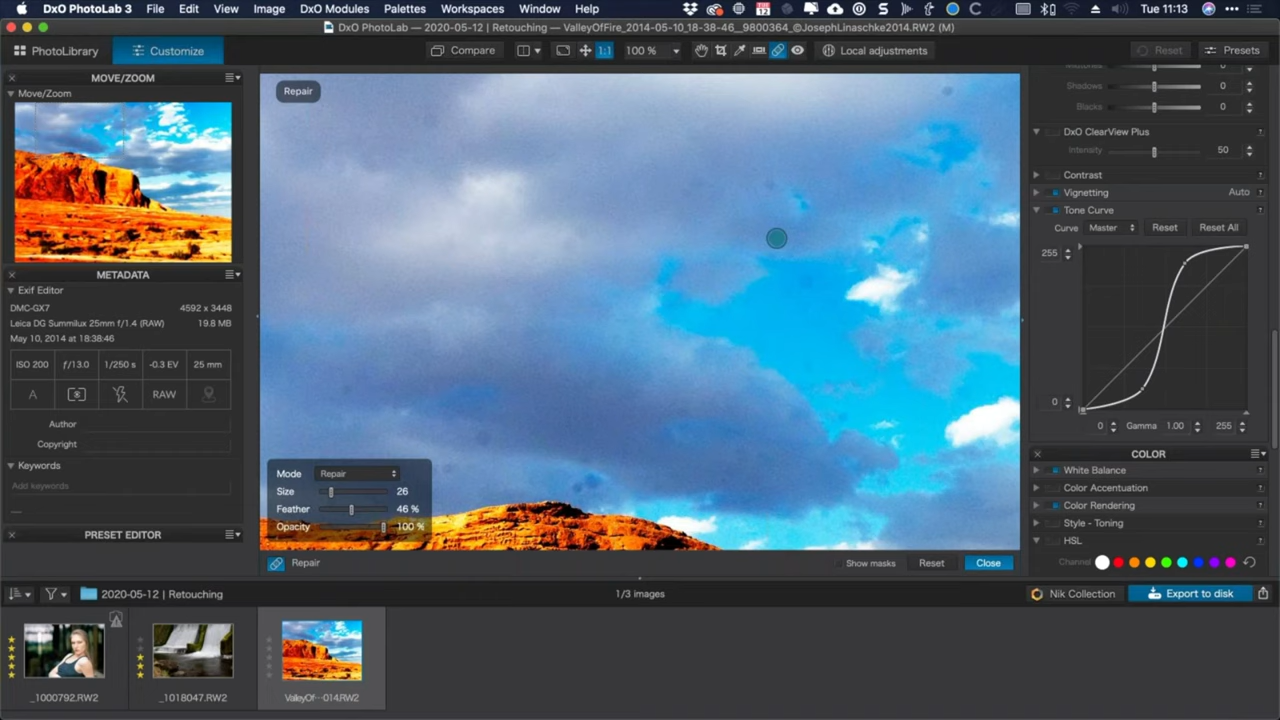 DxO PhotoLab 3 File Edit View Image DxO Modules Palettes Workspaces Window Help Tue 11:13
DxO PhotoLab — 2020-05-12 | Retouching — ValleyOfFire_2014-05-10_18-38-46__9800364_©JosephLinaschke2014.RW2 (M)
PhotoLibrary Customize Compare 1:1 100 % Local adjustments Reset Presets
MOVE/ZOOM
Move/Zoom
Repair
Shadows 0
Blacks 0
DxO ClearView Plus ?
Intensity 50
Contrast ?
Vignetting Auto ?
Tone Curve ?
Curve Master Reset Reset All
255
0
0 Gamma 1.00 255
METADATA
Exif Editor
DMC-GX7 4592 x 3448
Leica DG Summilux 25mm f/1.4 (RAW) 19.8 MB
May 10, 2014 at 18:38:46
ISO 200 ƒ/13.0 1/250 s -0.3 EV 25 mm
A RAW
Author
Copyright
Keywords
Add keywords
PRESET EDITOR
Mode Repair
Size 26
Feather 46 %
Opacity 100 %
Repair Show masks Reset Close
COLOR
White Balance ?
Color Accentuation ?
Color Rendering ?
Style - Toning ?
HSL ?
Channel
2020-05-12 | Retouching 1/3 images Nik Collection Export to disk
_1000792.RW2 _1018047.RW2 ValleyOf···014.RW2